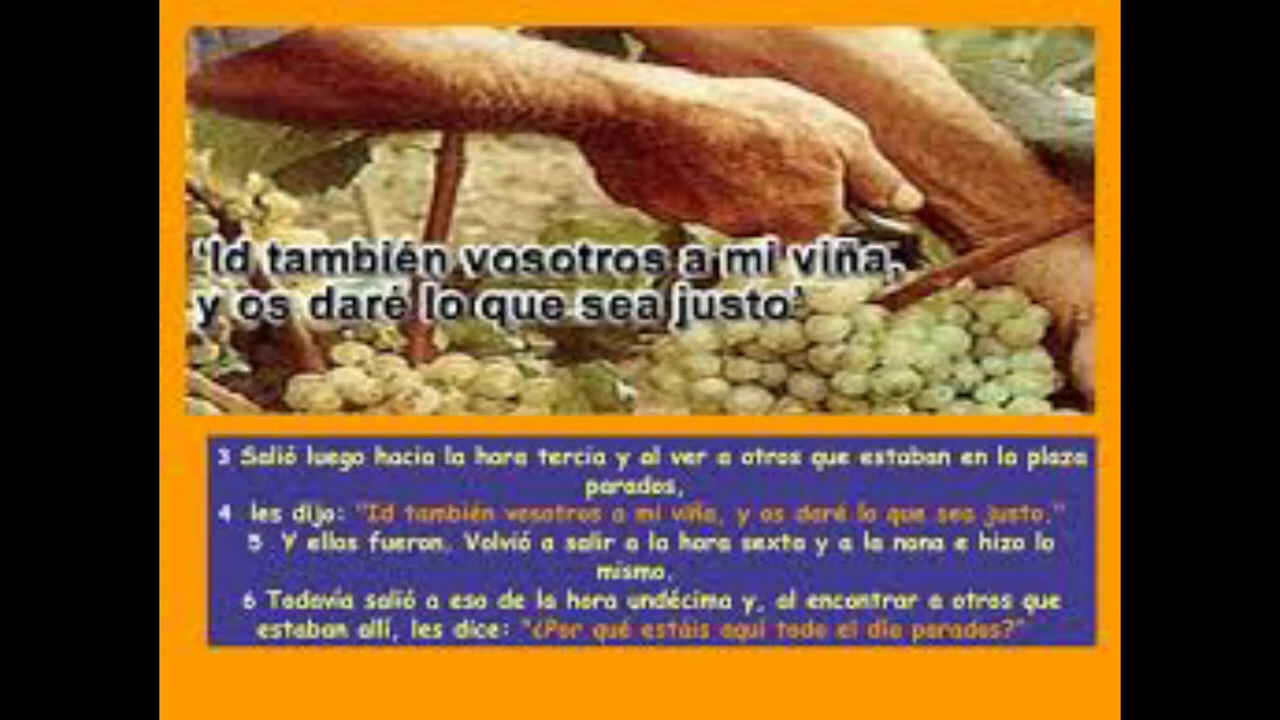 ‘Id también vosotros a mi viña,
y os daré lo que sea justo’
3 Salió luego hacia la hora tercia y al ver a otros que estaban en la plaza
parados,
4 les dijo: "Id también vosotros a mi viña, y os daré lo que sea justo."
5 Y ellos fueron. Volvió a salir a la hora sexta y a la nona e hizo lo
mismo.
6 Todavía salió a eso de la hora undécima y, al encontrar a otros que
estaban allí, les dice: "¿Por qué estáis aquí todo el día parados?"